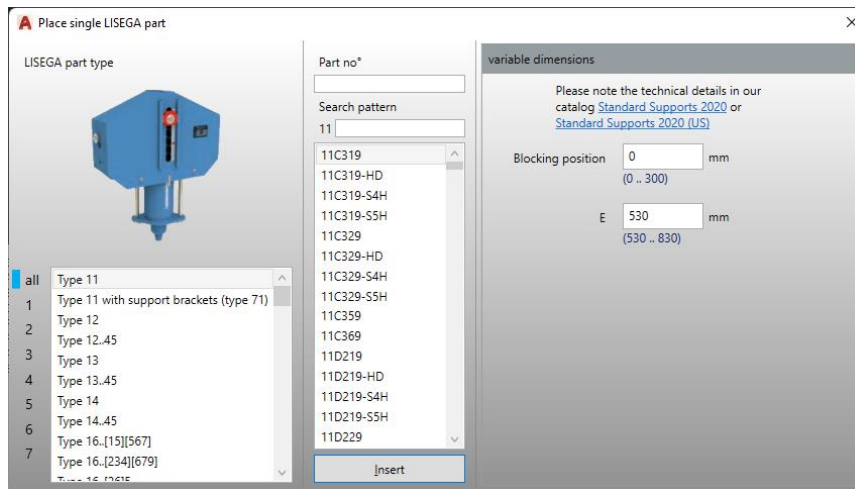 Place single LISEGA part
LISEGA part type
all
1
2
3
4
5
6
7
Type 11
Type 11 with support brackets (type 71)
Type 12
Type 12..45
Type 13
Type 13..45
Type 14
Type 14..45
Type 16..[15][567]
Type 16..[234][679]
Type 16..[26]5
Part no°
Search pattern
11
11C319
11C319-HD
11C319-S4H
11C319-S5H
11C329
11C329-HD
11C329-S4H
11C329-S5H
11C359
11C369
11D219
11D219-HD
11D219-S4H
11D219-S5H
11D229
Insert
variable dimensions
Please note the technical details in our
catalog Standard Supports 2020 or
Standard Supports 2020 (US)
Blocking position 0 mm
(0 .. 300)
E 530 mm
(530 .. 830)